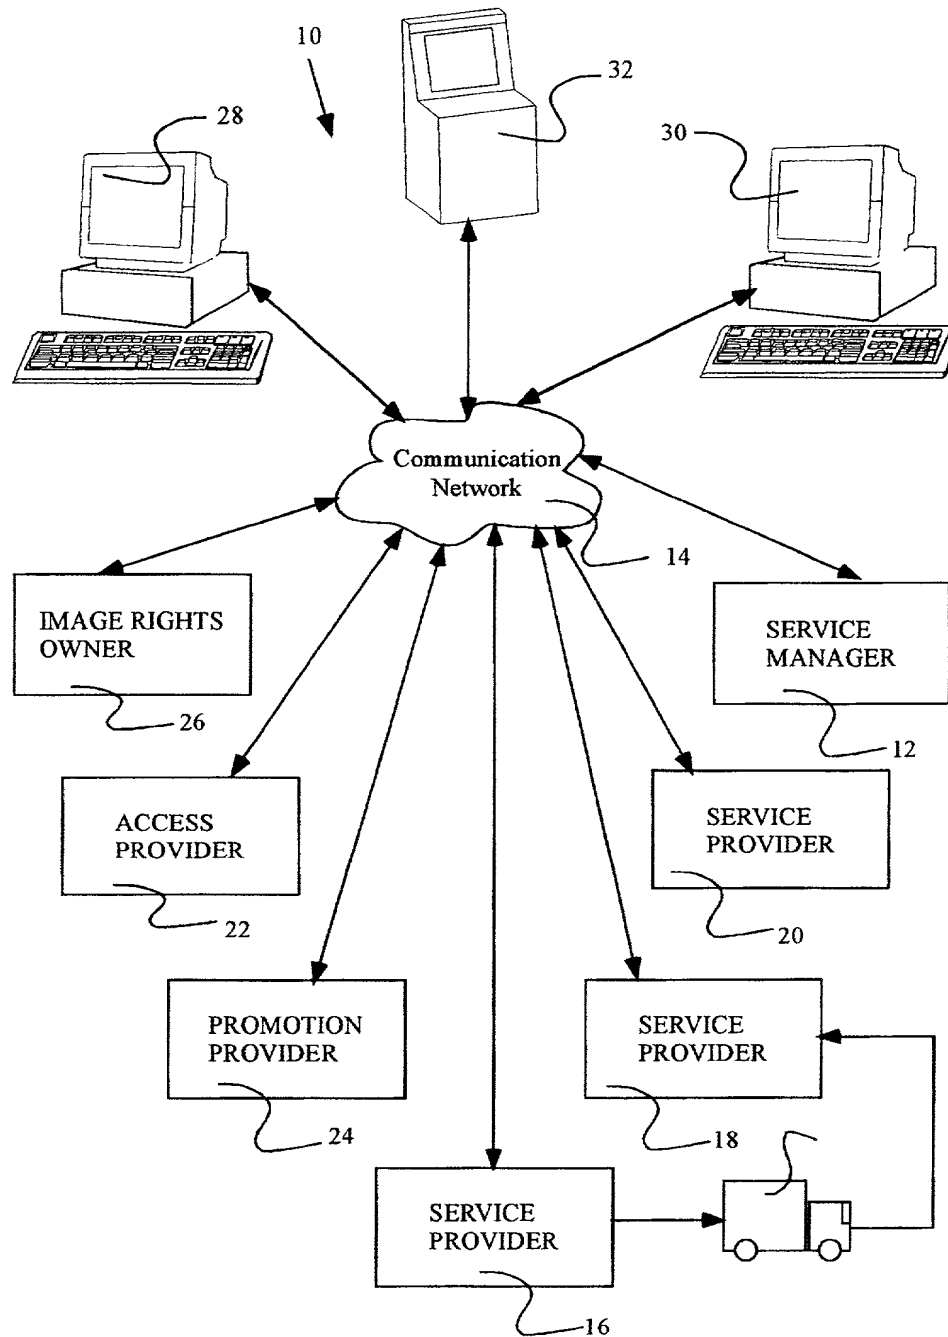 10
32
28
30
Communication
Network
14
IMAGE RIGHTS
OWNER
26
SERVICE
MANAGER
12
ACCESS
PROVIDER
22
SERVICE
PROVIDER
20
PROMOTION
PROVIDER
24
SERVICE
PROVIDER
18
SERVICE
PROVIDER
16